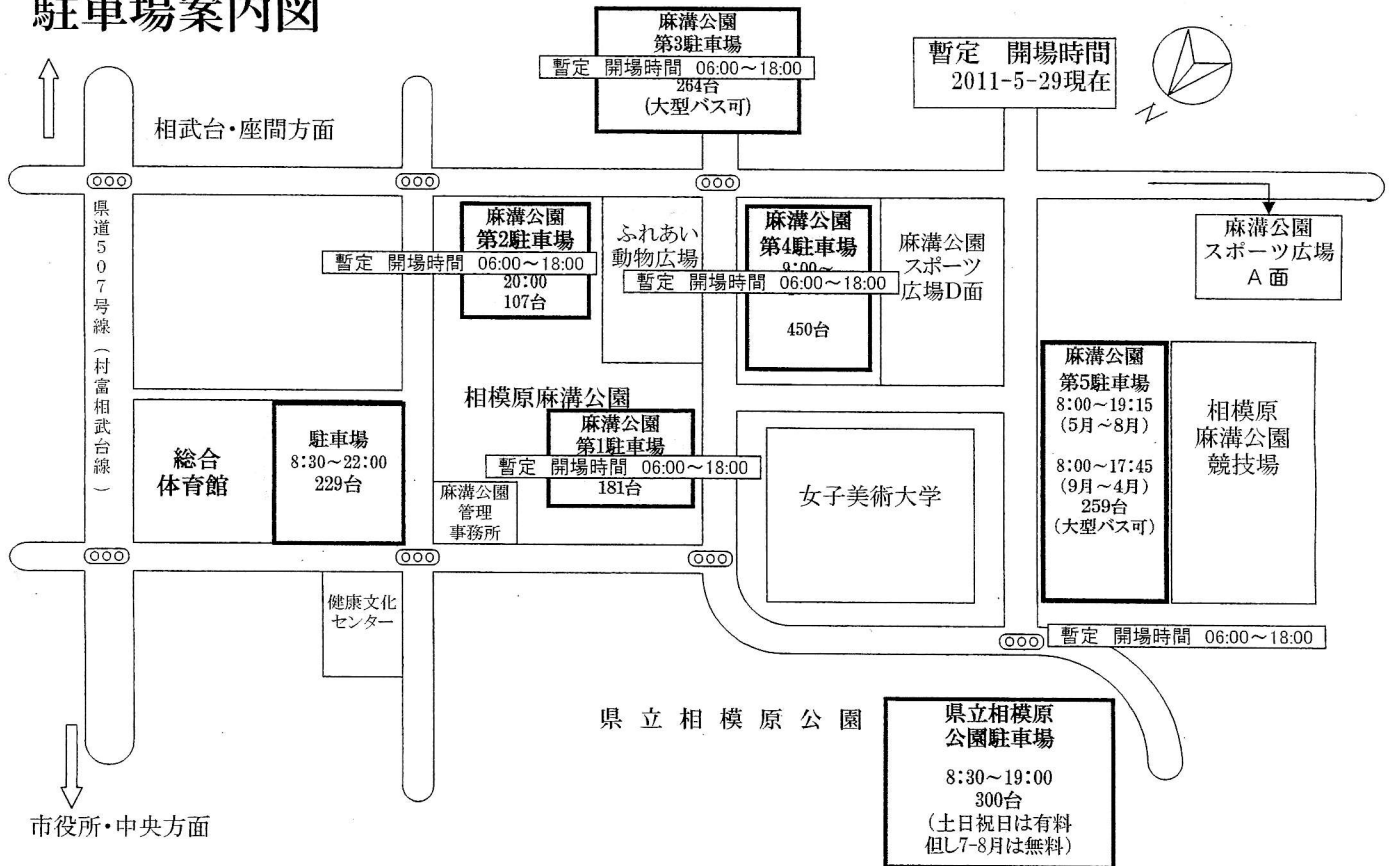 駐車場案内図
麻溝公園
第3駐車場
暫定 開場時間 06:00～18:00
264台
(大型バス可)
暫定 開場時間
2011-5-29現在
N
相武台・座間方面
県道507号線(村富相武台線)
麻溝公園
第2駐車場
暫定 開場時間 06:00～18:00
20:00
107台
ふれあい
動物広場
麻溝公園
第4駐車場
9:00～
暫定 開場時間 06:00～18:00
450台
麻溝公園
スポーツ
広場D面
麻溝公園
スポーツ広場
A面
相模原麻溝公園
麻溝公園
第1駐車場
暫定 開場時間 06:00～18:00
181台
総合
体育館
駐車場
8:30～22:00
229台
麻溝公園
管理
事務所
女子美術大学
麻溝公園
第5駐車場
8:00～19:15
(5月～8月)
8:00～17:45
(9月～4月)
259台
(大型バス可)
相模原
麻溝公園
競技場
健康文化
センター
暫定 開場時間 06:00～18:00
県立相模原公園
県立相模原
公園駐車場
8:30～19:00
300台
(土日祝日は有料
但し7-8月は無料)
市役所・中央方面